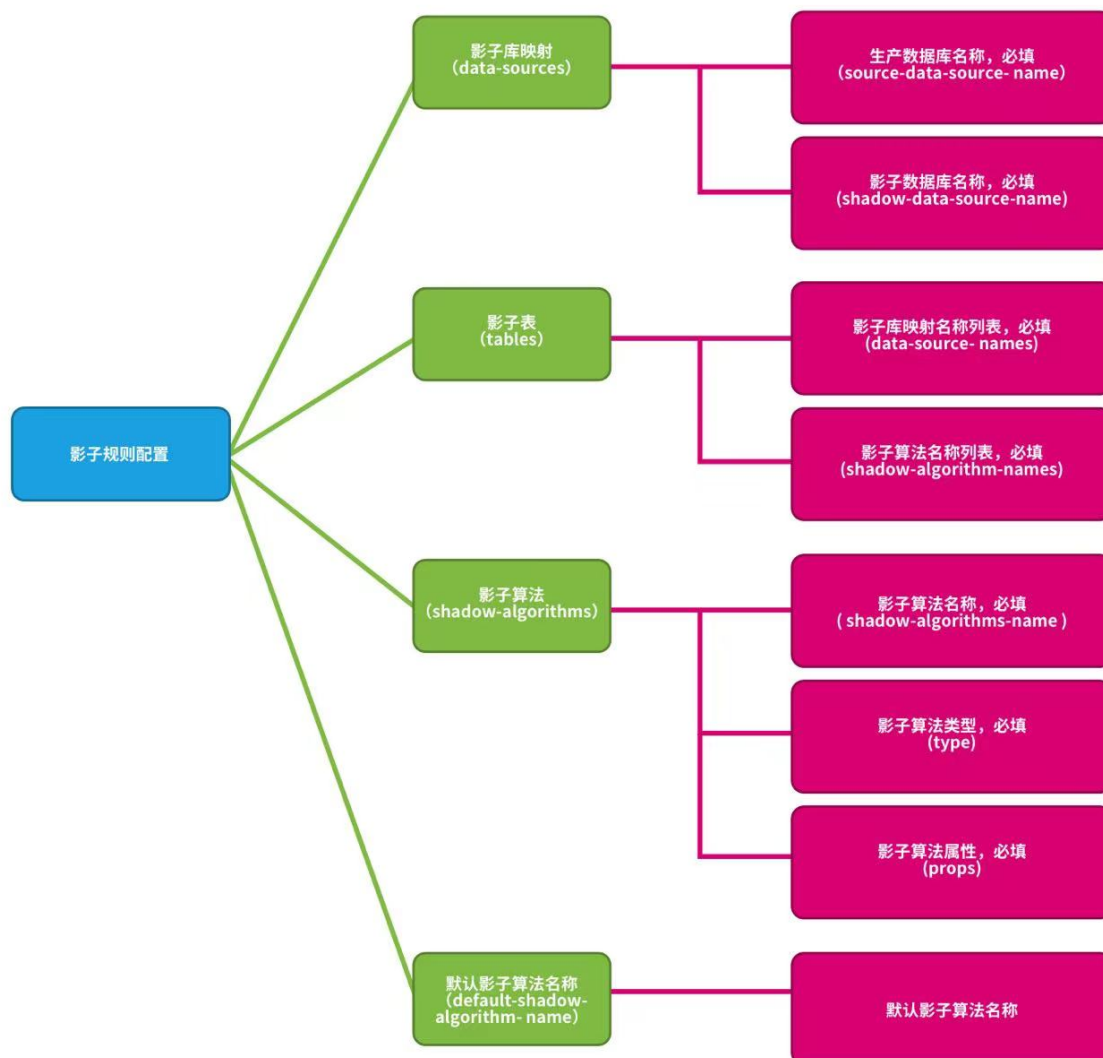 影子规则配置
影子库映射
（data-sources）
生产数据库名称，必填
(source-data-source- name）
影子数据库名称，必填
(shadow-data-source-name)
影子表
（tables）
影子库映射名称列表，必填
(data-source- names)
影子算法名称列表，必填
(shadow-algorithm-names)
影子算法
（shadow-algorithms）
影子算法名称，必填
( shadow-algorithms-name )
影子算法类型，必填
(type)
影子算法属性，必填
(props)
默认影子算法名称
（default-shadow-
algorithm- name）
默认影子算法名称